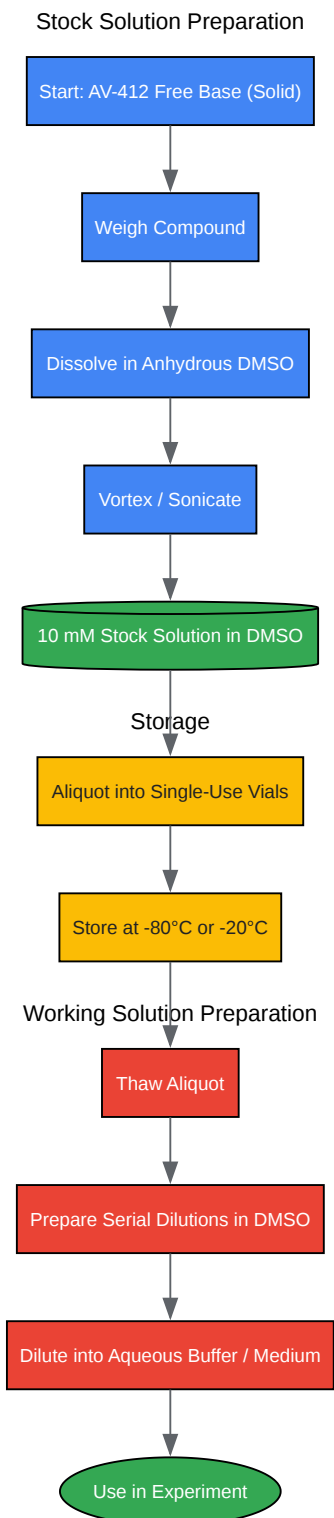 Stock Solution Preparation
Start: AV-412 Free Base (Solid)
Weigh Compound
Dissolve in Anhydrous DMSO
Vortex / Sonicate
10 mM Stock Solution in DMSO
Storage
Aliquot into Single-Use Vials
Store at -80°C or -20°C
Working Solution Preparation
Thaw Aliquot
Prepare Serial Dilutions in DMSO
Dilute into Aqueous Buffer / Medium
Use in Experiment